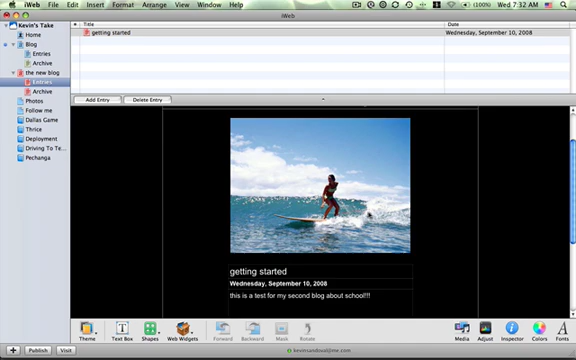 iWeb File Edit Insert Format Arrange View Share Window Help (100%) Wed 7:32 AM
iWeb
Kevin's Take
Home
Blog
Entries
Archive
the new blog
Entries
Archive
Photos
Follow me
Dallas Game
Thrice
Deployment
Driving To Te...
Pechanga
Title Date
getting started Wednesday, September 10, 2008
Add Entry Delete Entry
getting started
Wednesday, September 10, 2008
this is a test for my second blog about school!!!
Theme Text Box Shapes Web Widgets Forward Backward Mask Rotate Media Adjust Inspector Colors Fonts
Publish Visit